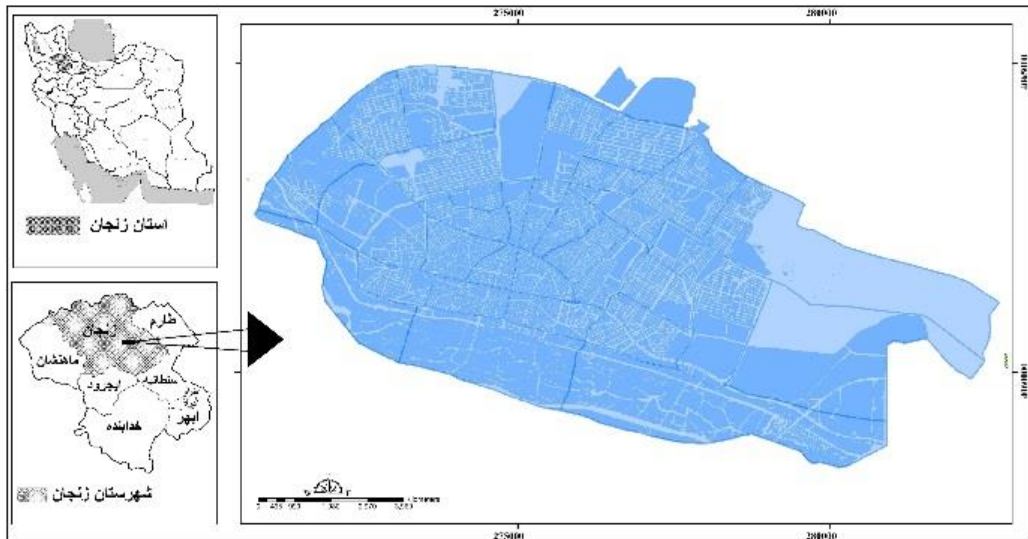 275000
280000
استان زنجان
طارم
زنجان
ماهنشان
سلطانیه
ایجرود
ابهر
خدابنده
شهرستان زنجان
275000
280000